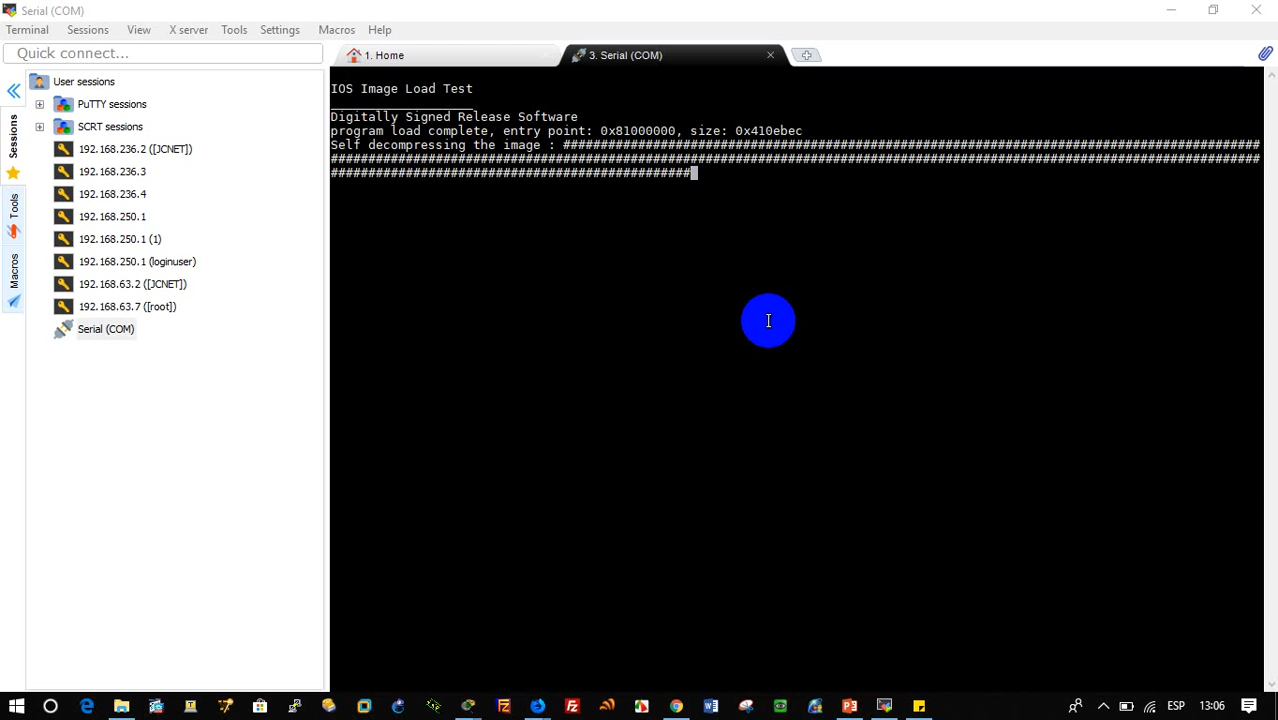 Serial (COM)
Terminal Sessions View X server Tools Settings Macros Help
Quick connect...
1. Home
3. Serial (COM)
Sessions
Tools
Macros
User sessions
PuTTY sessions
SCRT sessions
192.168.236.2 ([JCNET])
192.168.236.3
192.168.236.4
192.168.250.1
192.168.250.1 (1)
192.168.250.1 (loginuser)
192.168.63.2 ([JCNET])
192.168.63.7 ([root])
Serial (COM)
IOS Image Load Test
___________________
Digitally Signed Release Software
program load complete, entry point: 0x81000000, size: 0x410ebec
Self decompressing the image : #############################################################################################
############################################################################################################################
################################################
ESP 13:06